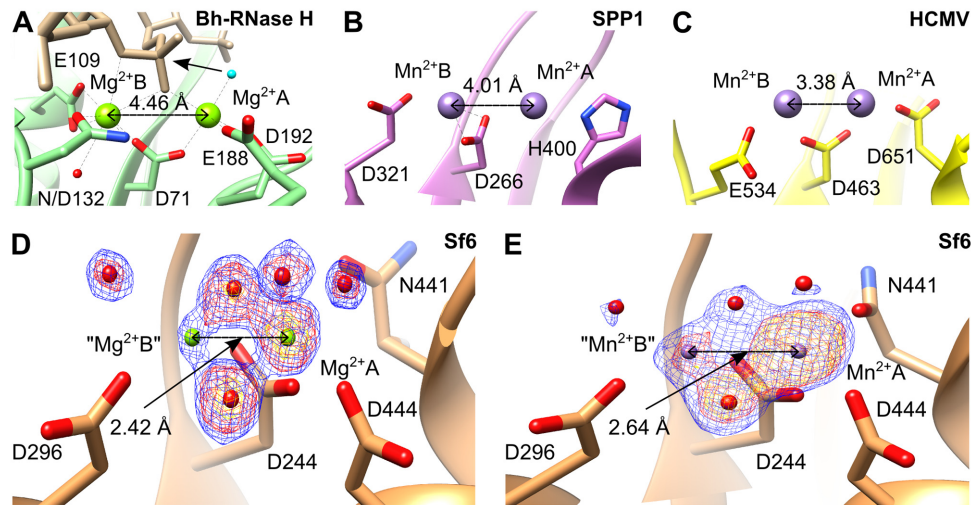 A Bh-RNase H
E109
Mg²⁺B
4.46 Å
Mg²⁺A
D192
E188
N/D132 D71
B SPP1
Mn²⁺B Mn²⁺A
4.01 Å
H400
D321
D266
C HCMV
Mn²⁺B Mn²⁺A
3.38 Å
D651
E534 D463
D Sf6
N441
"Mg²⁺B"
Mg²⁺A
D444
2.42 Å
D296
D244
E Sf6
N441
"Mn²⁺B"
Mn²⁺A
D444
2.64 Å
D296
D244